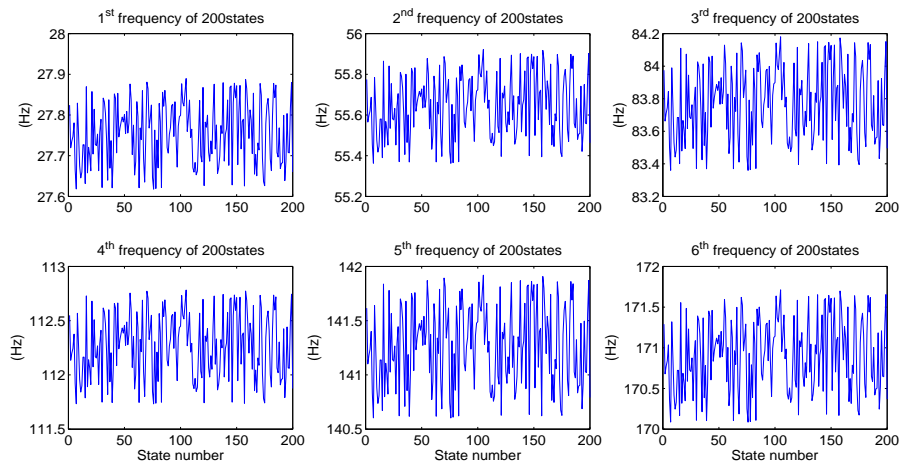 1st frequency of 200states
28
27.9
27.8
27.7
27.6
(Hz)
0 50 100 150 200
2nd frequency of 200states
56
55.8
55.6
55.4
55.2
(Hz)
0 50 100 150 200
3rd frequency of 200states
84.2
84
83.8
83.6
83.4
83.2
(Hz)
0 50 100 150 200
4th frequency of 200states
113
112.5
112
111.5
(Hz)
0 50 100 150 200
State number
5th frequency of 200states
142
141.5
141
140.5
(Hz)
0 50 100 150 200
State number
6th frequency of 200states
172
171.5
171
170.5
170
(Hz)
0 50 100 150 200
State number